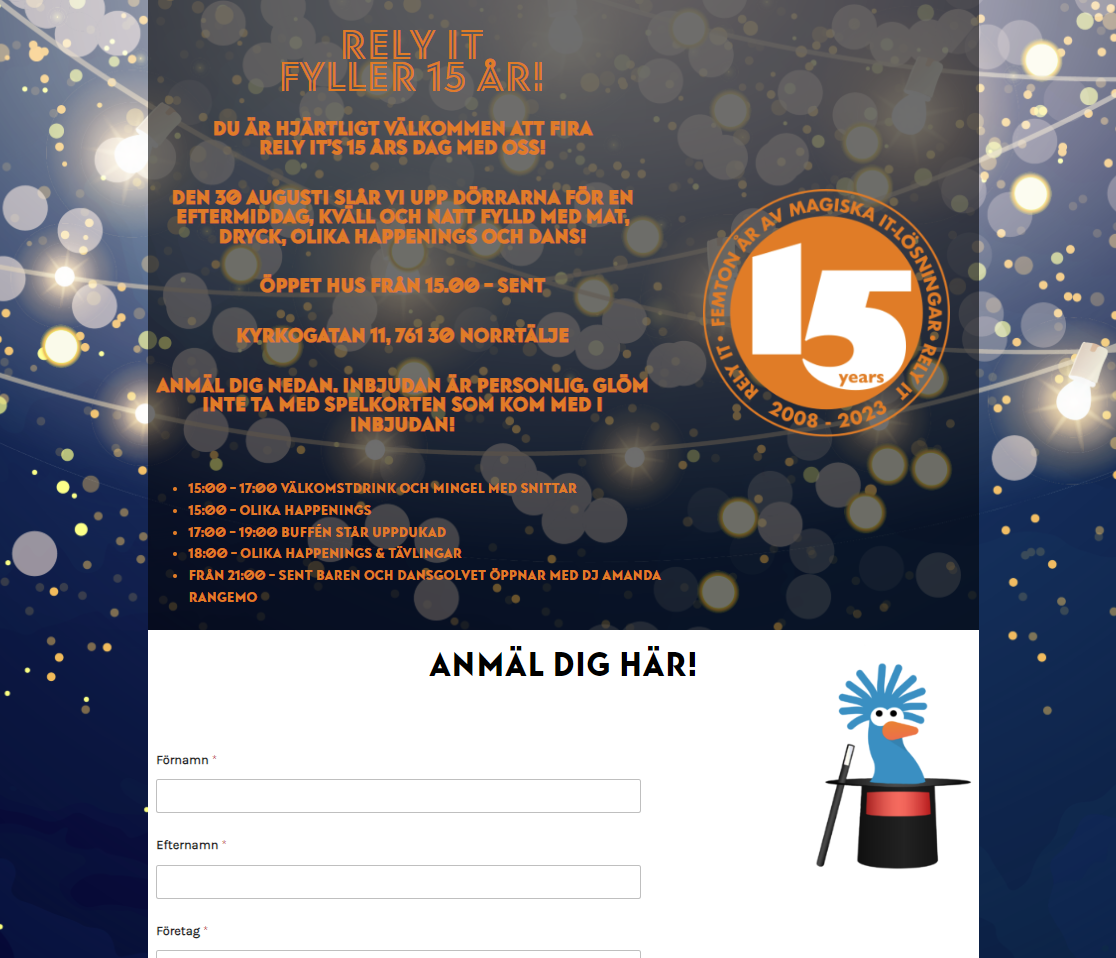 RELY IT
FYLLER 15 ÅR!
DU ÄR HJÄRTLIGT VÄLKOMMEN ATT FIRA
RELY IT'S 15 ÅRS DAG MED OSS!
DEN 30 AUGUSTI SLÅR VI UPP DÖRRARNA FÖR EN
EFTERMIDDAG, KVÄLL OCH NATT FYLLD MED MAT,
DRYCK, OLIKA HAPPENINGS OCH DANS!
ÖPPET HUS FRÅN 15.00 – SENT
KYRKOGATAN 11, 761 30 NORRTÄLJE
ANMÄL DIG NEDAN. INBJUDAN ÄR PERSONLIG. GLÖM
INTE TA MED SPELKORTEN SOM KOM MED I
INBJUDAN!
• FEMTON ÅR AV MAGISKA IT-LÖSNINGAR •
15
years
RELY IT
2008 - 2023
RELY IT
• 15:00 – 17:00 VÄLKOMSTDRINK OCH MINGEL MED SNITTAR
• 15:00 – OLIKA HAPPENINGS
• 17:00 – 19:00 BUFFÉN STÅR UPPDUKAD
• 18:00 – OLIKA HAPPENINGS & TÄVLINGAR
• FRÅN 21:00 – SENT BAREN OCH DANSGOLVET ÖPPNAR MED DJ AMANDA
RANGEMO
ANMÄL DIG HÄR!
Förnamn *
Efternamn *
Företag *